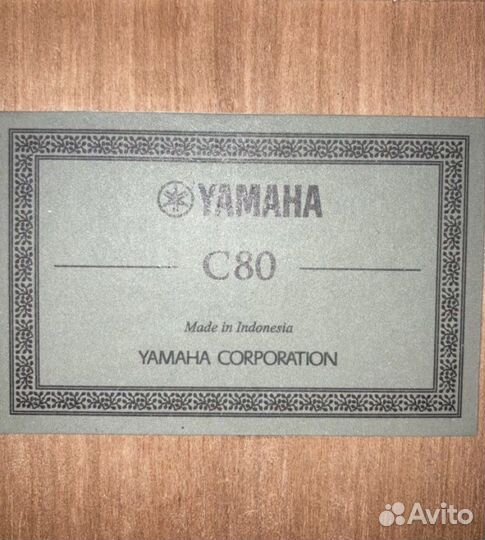 YAMAHA
C80
Made in Indonesia
YAMAHA CORPORATION
Avito